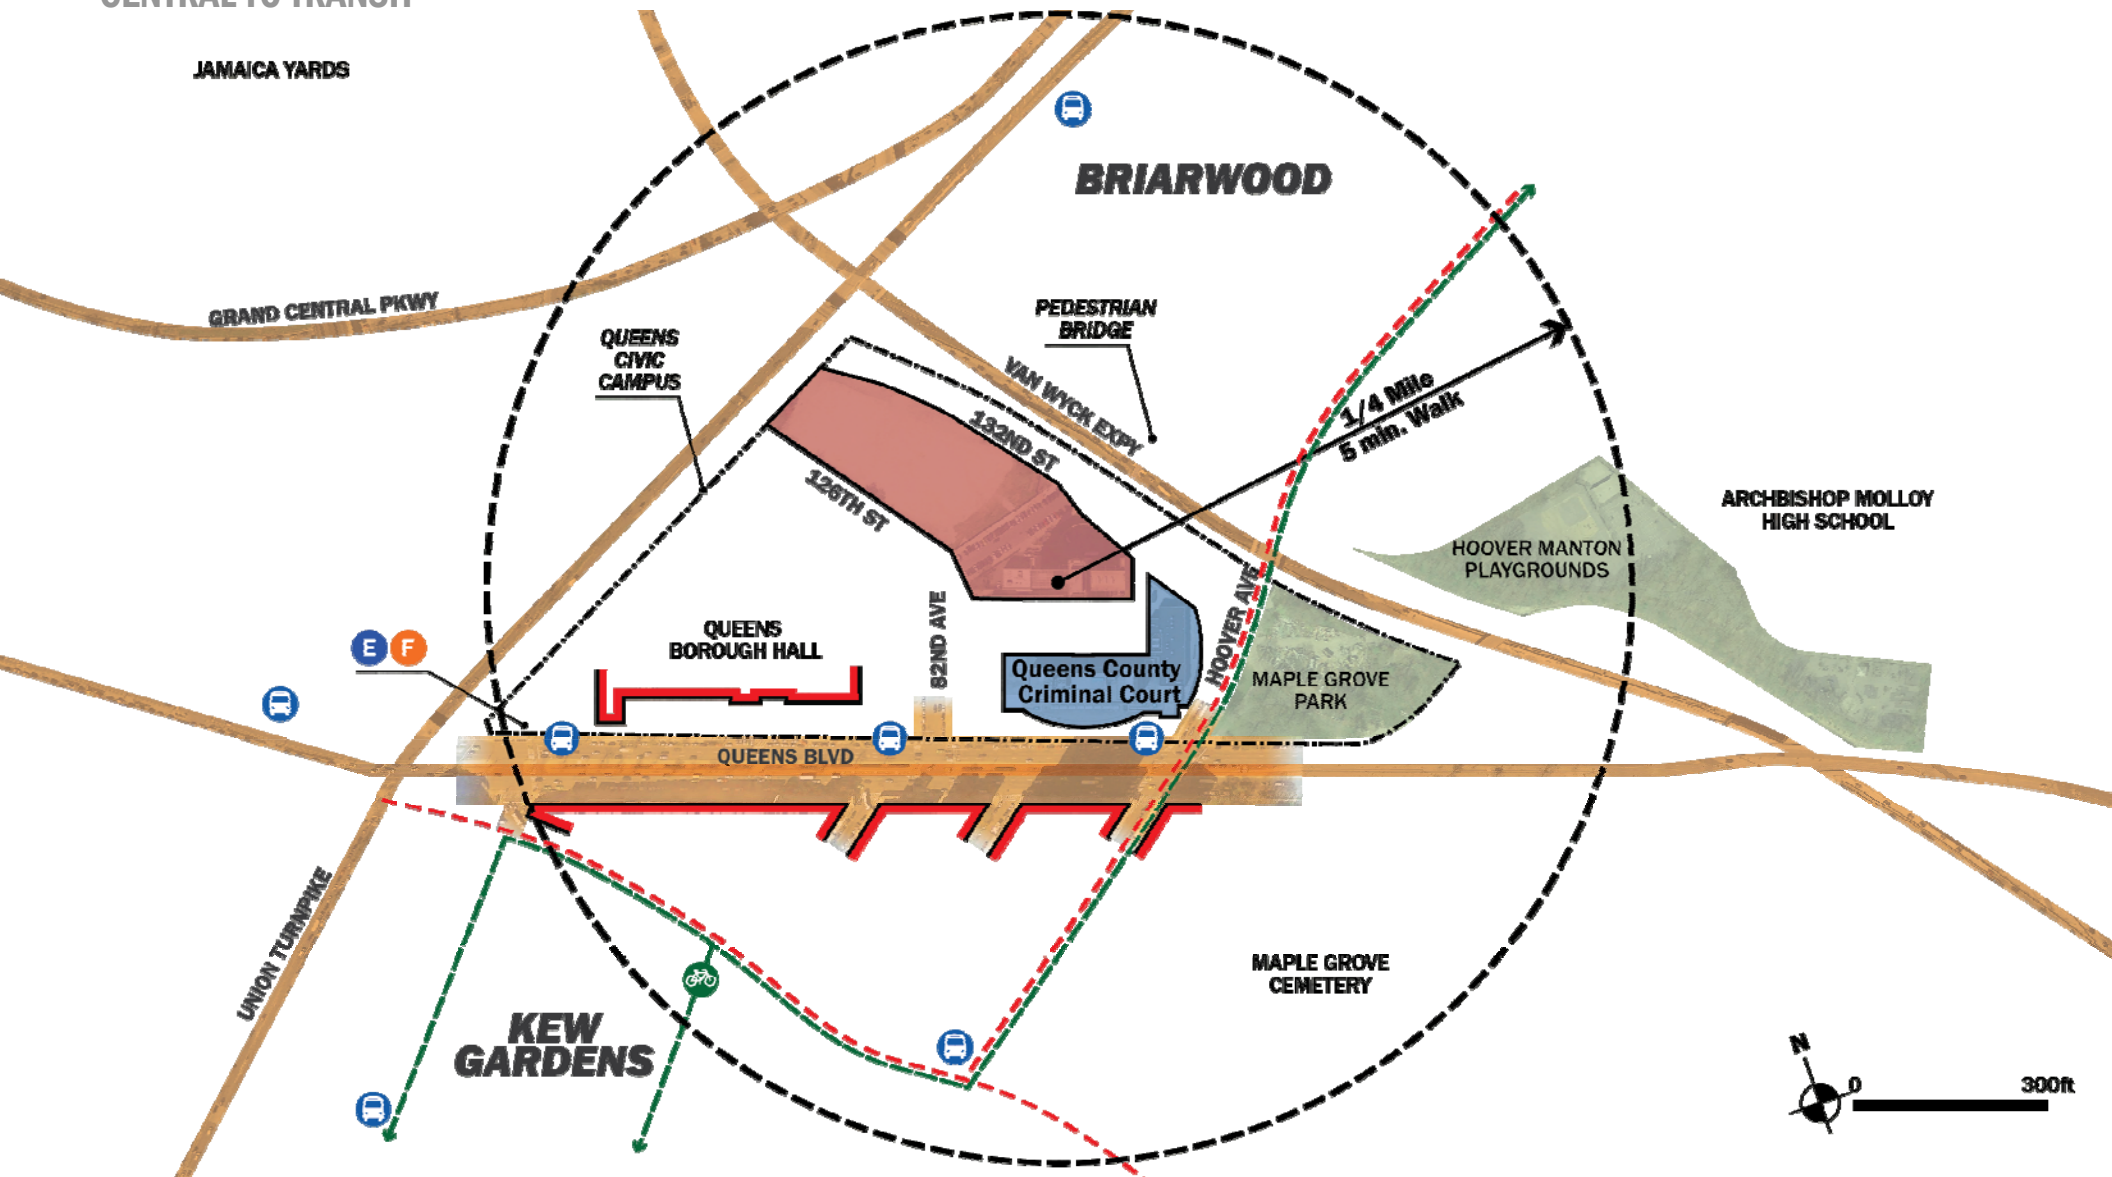 JAMAICA YARDS
BRIARWOOD
GRAND CENTRAL PKWY
PEDESTRIAN
BRIDGE
QUEENS
CIVIC
CAMPUS
VAN WYCK EXPY
1/4 Mile
5 min. Walk
132ND ST
126TH ST
ARCHBISHOP MOLLOY
HIGH SCHOOL
HOOVER MANTON
PLAYGROUNDS
E F
QUEENS
BOROUGH HALL
82ND AVE
HOOVER AVE
Queens County
Criminal Court
MAPLE GROVE
PARK
QUEENS BLVD
UNION TURNPIKE
MAPLE GROVE
CEMETERY
KEW
GARDENS
N
0 300ft